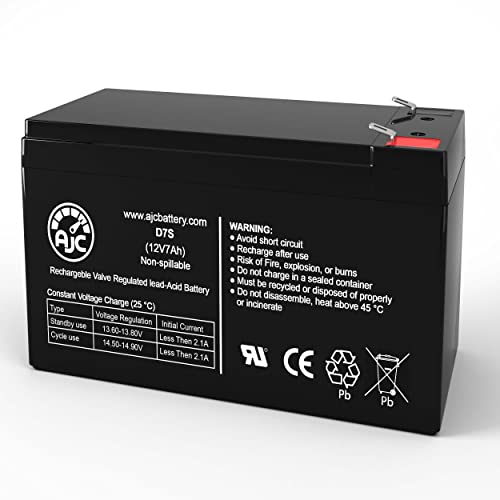 AJC
www.ajcbattery.com
D7S
(12V7Ah)
Non-spillable
Rechargeable Valve Regulated lead-Acid Battery
Constant Voltage Charge (25 °C)
Type Voltage Regulation Initial Current
Standby use 13.60-13.80V Less Then 2.1A
Cycle use 14.50-14.90V Less Then 2.1A
WARNING:
• Avoid short circuit
• Recharge after use
• Risk of Fire, explosion, or burns
• Do not charge in a sealed container
• Must be recycled or disposed of properly
• Do not disassemble, heat above 45 °C
or incinerate
CE
Pb
Pb